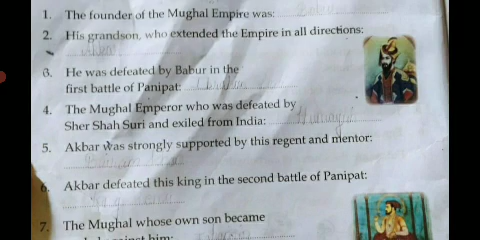 1. The founder of the Mughal Empire was:
2. His grandson, who extended the Empire in all directions:
3. He was defeated by Babur in the
first battle of Panipat:
4. The Mughal Emperor who was defeated by
Sher Shah Suri and exiled from India: Humayu
5. Akbar was strongly supported by this regent and mentor:
6. Akbar defeated this king in the second battle of Panipat:
7. The Mughal whose own son became
him: